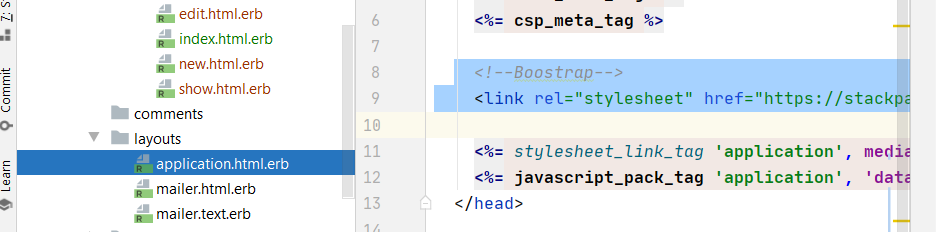 7: S
Commit
Learn
edit.html.erb
index.html.erb
new.html.erb
show.html.erb
comments
layouts
application.html.erb
mailer.html.erb
mailer.text.erb
6 <%= csp_meta_tag %>
7
8 <!--Boostrap-->
9 <link rel="stylesheet" href="https://stackpa
10
11 <%= stylesheet_link_tag 'application', media
12 <%= javascript_pack_tag 'application', 'data
13 </head>
14